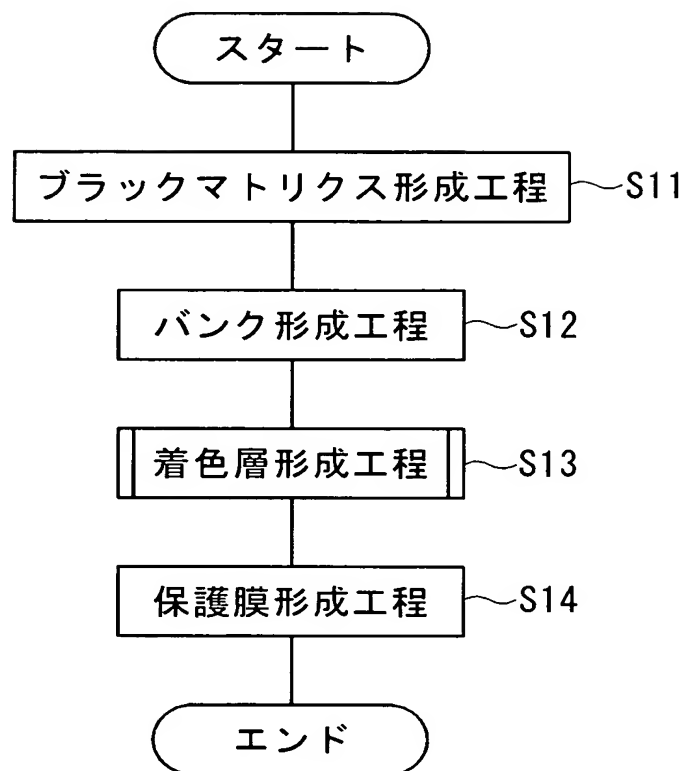 スタート
ブラックマトリクス形成工程 S11
バンク形成工程 S12
着色層形成工程 S13
保護膜形成工程 S14
エンド